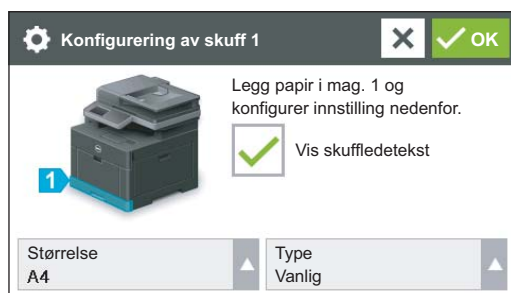 Konfigurering av skuff 1
OK
Legg papir i mag. 1 og
konfigurer innstilling nedenfor.
Vis skuffledetekst
1
Størrelse
A4
Type
Vanlig